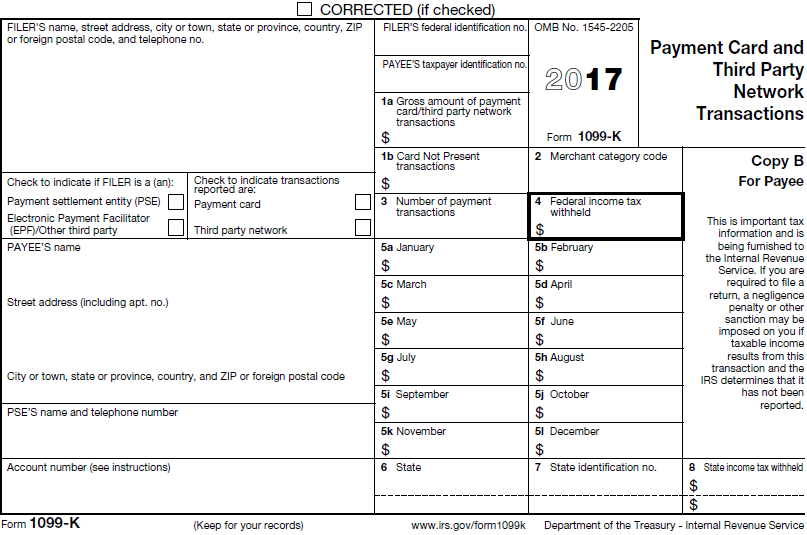 CORRECTED (if checked)
FILER'S name, street address, city or town, state or province, country, ZIP
or foreign postal code, and telephone no.
FILER'S federal identification no.
OMB No. 1545-2205
2017
Form 1099-K
Payment Card and
Third Party
Network
Transactions
PAYEE'S taxpayer identification no.
1a Gross amount of payment
card/third party network
transactions
$
1b Card Not Present
transactions
$
2 Merchant category code
Copy B
For Payee
Check to indicate if FILER is a (an):
Payment settlement entity (PSE)
Electronic Payment Facilitator
(EPF)/Other third party
Check to indicate transactions
reported are:
Payment card
Third party network
3 Number of payment
transactions
4 Federal income tax
withheld
$
This is important tax
information and is
being furnished to
the Internal Revenue
Service. If you are
required to file a
return, a negligence
penalty or other
sanction may be
imposed on you if
taxable income
results from this
transaction and the
IRS determines that it
has not been
reported.
PAYEE'S name
Street address (including apt. no.)
City or town, state or province, country, and ZIP or foreign postal code
PSE'S name and telephone number
Account number (see instructions)
5a January
$
5b February
$
5c March
$
5d April
$
5e May
$
5f June
$
5g July
$
5h August
$
5i September
$
5j October
$
5k November
$
5l December
$
6 State
7 State identification no.
8 State income tax withheld
$
$
Form 1099-K
(Keep for your records)
www.irs.gov/form1099k
Department of the Treasury - Internal Revenue Service